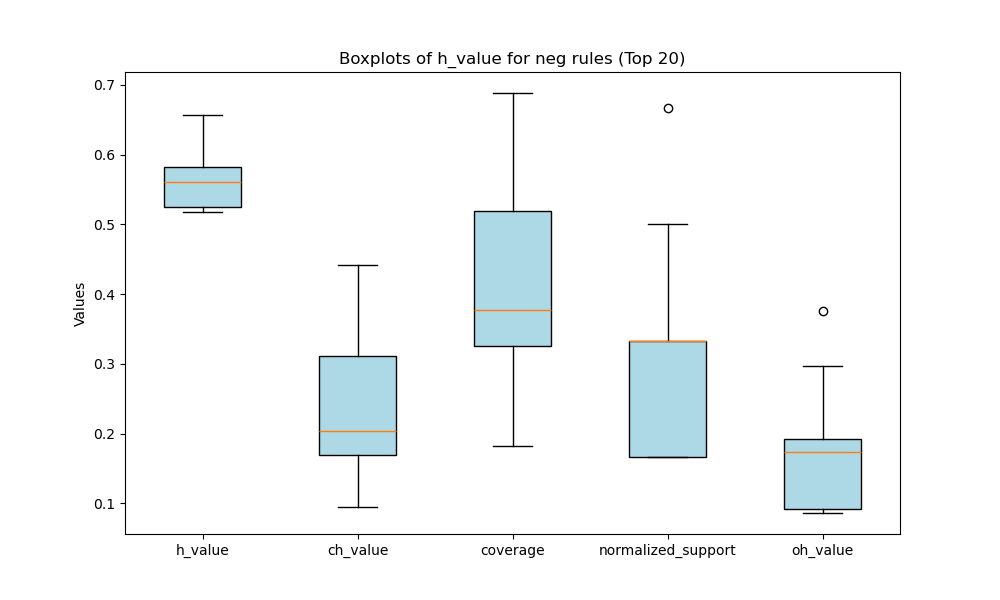 Boxplots of h_value for neg rules (Top 20)
Values
0.7
0.6
0.5
0.4
0.3
0.2
0.1
h_value
ch_value
coverage
normalized_support
oh_value